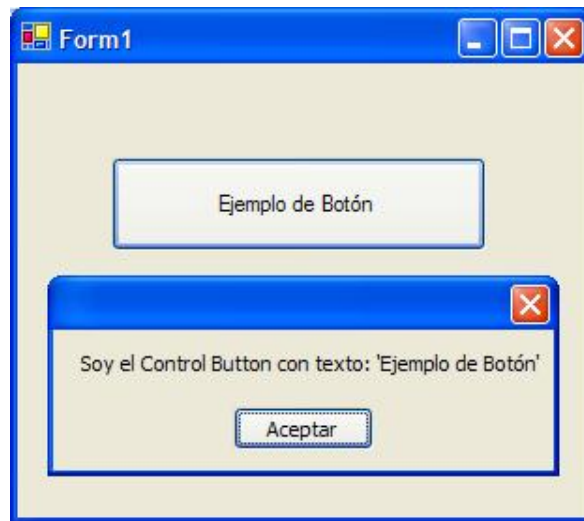 Form1
Ejemplo de Botón
Soy el Control Button con texto: 'Ejemplo de Botón'
Aceptar